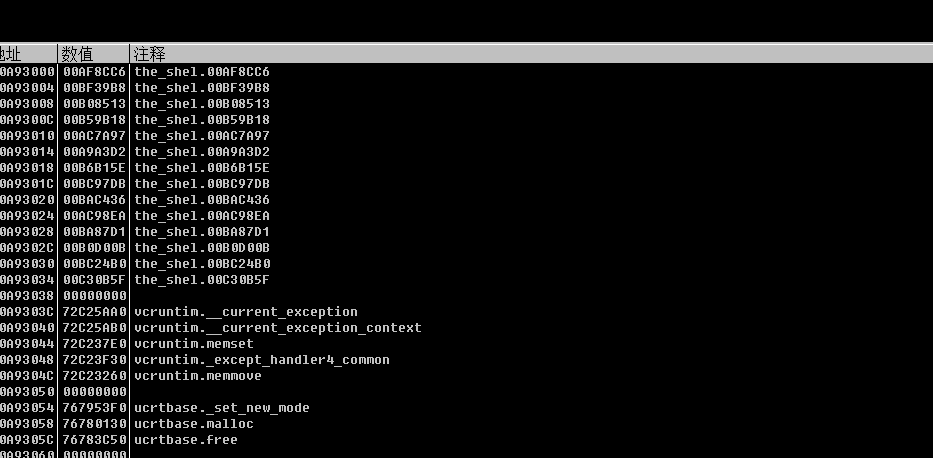 地址 数值 注释
0A93000 00AF8CC6 the_shel.00AF8CC6
0A93004 00BF39B8 the_shel.00BF39B8
0A93008 00B08513 the_shel.00B08513
0A9300C 00B59B18 the_shel.00B59B18
0A93010 00AC7A97 the_shel.00AC7A97
0A93014 00A9A3D2 the_shel.00A9A3D2
0A93018 00B6B15E the_shel.00B6B15E
0A9301C 00BC97DB the_shel.00BC97DB
0A93020 00BAC436 the_shel.00BAC436
0A93024 00AC98EA the_shel.00AC98EA
0A93028 00BA87D1 the_shel.00BA87D1
0A9302C 00B0D00B the_shel.00B0D00B
0A93030 00BC24B0 the_shel.00BC24B0
0A93034 00C30B5F the_shel.00C30B5F
0A93038 00000000
0A9303C 72C25AA0 vcruntim.__current_exception
0A93040 72C25AB0 vcruntim.__current_exception_context
0A93044 72C237E0 vcruntim.memset
0A93048 72C23F30 vcruntim._except_handler4_common
0A9304C 72C23260 vcruntim.memmove
0A93050 00000000
0A93054 767953F0 ucrtbase._set_new_mode
0A93058 76780130 ucrtbase.malloc
0A9305C 76783C50 ucrtbase.free
0A93060 00000000